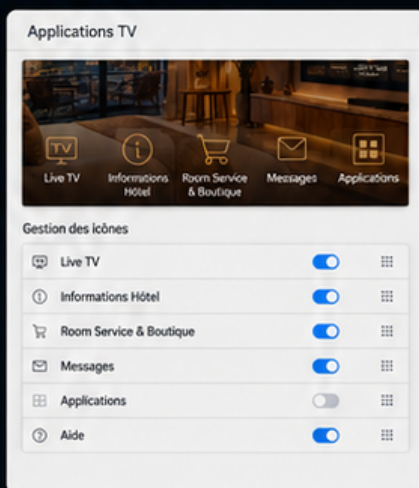 Applications TV
TV
Live TV
Informations
Hôtel
Room Service
& Boutique
Messages
Applications
Gestion des icônes
Live TV
Informations Hôtel
Room Service & Boutique
Messages
Applications
Aide